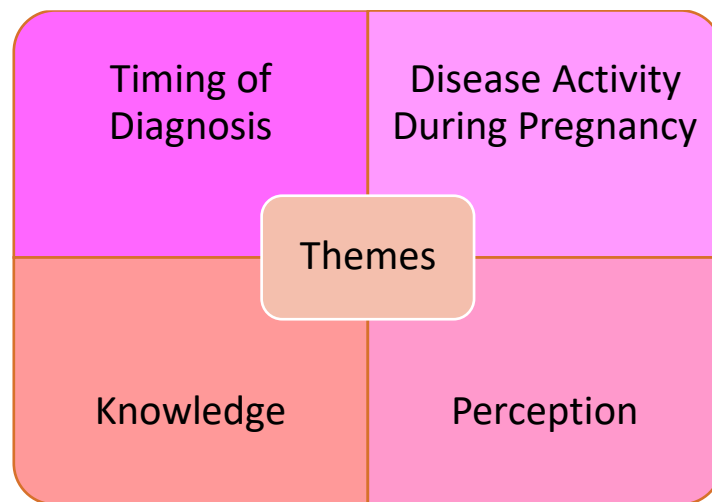 Timing of
Diagnosis
Disease Activity
During Pregnancy
Themes
Knowledge
Perception